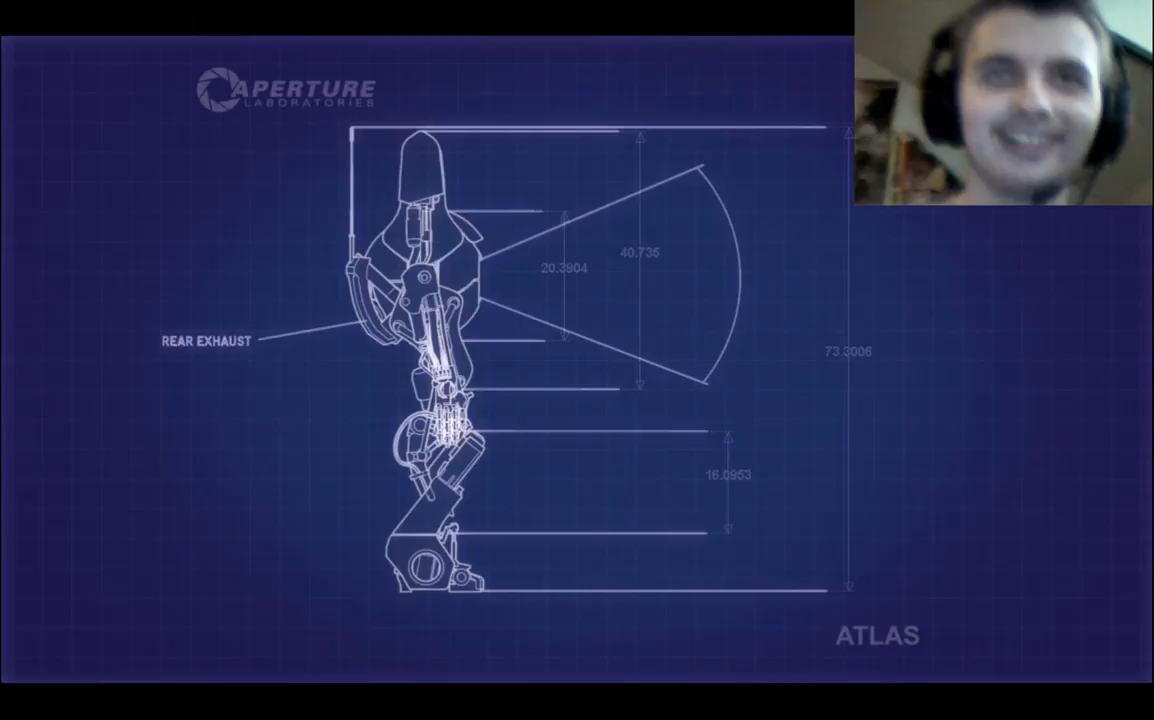 APERTURE
LABORATORIES
40.735
20.3904
REAR EXHAUST
73.3006
16.0953
ATLAS